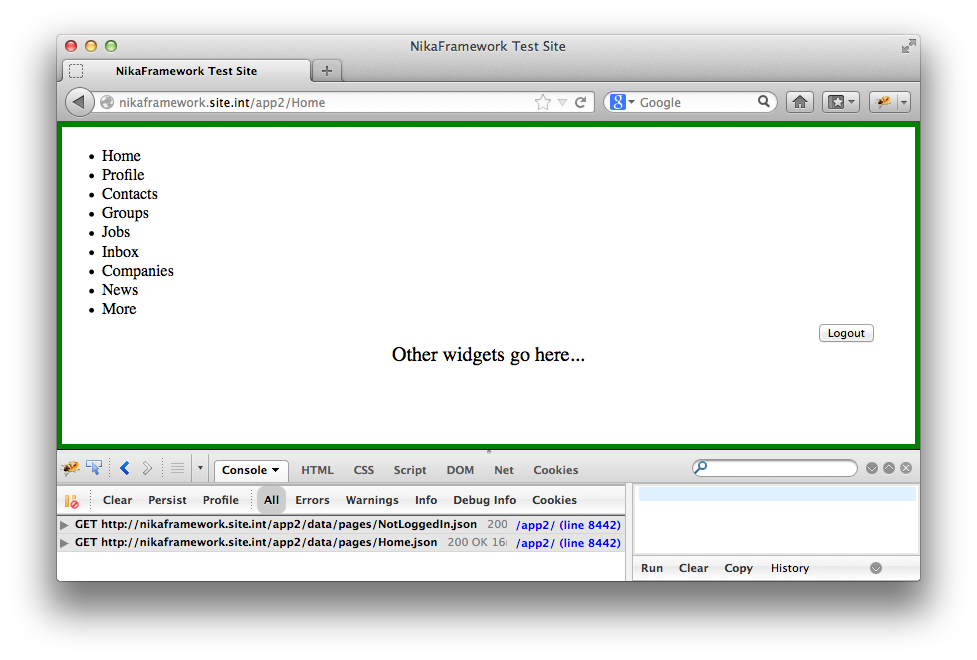 NikaFramework Test Site
NikaFramework Test Site
nikaframework.site.int/app2/Home
Google
Home
Profile
Contacts
Groups
Jobs
Inbox
Companies
News
More
Logout
Other widgets go here...
Console HTML CSS Script DOM Net Cookies
Clear Persist Profile All Errors Warnings Info Debug Info Cookies
GET http://nikaframework.site.int/app2/data/pages/NotLoggedIn.json 200 /app2/ (line 8442)
GET http://nikaframework.site.int/app2/data/pages/Home.json 200 OK 16 /app2/ (line 8442)
Run Clear Copy History